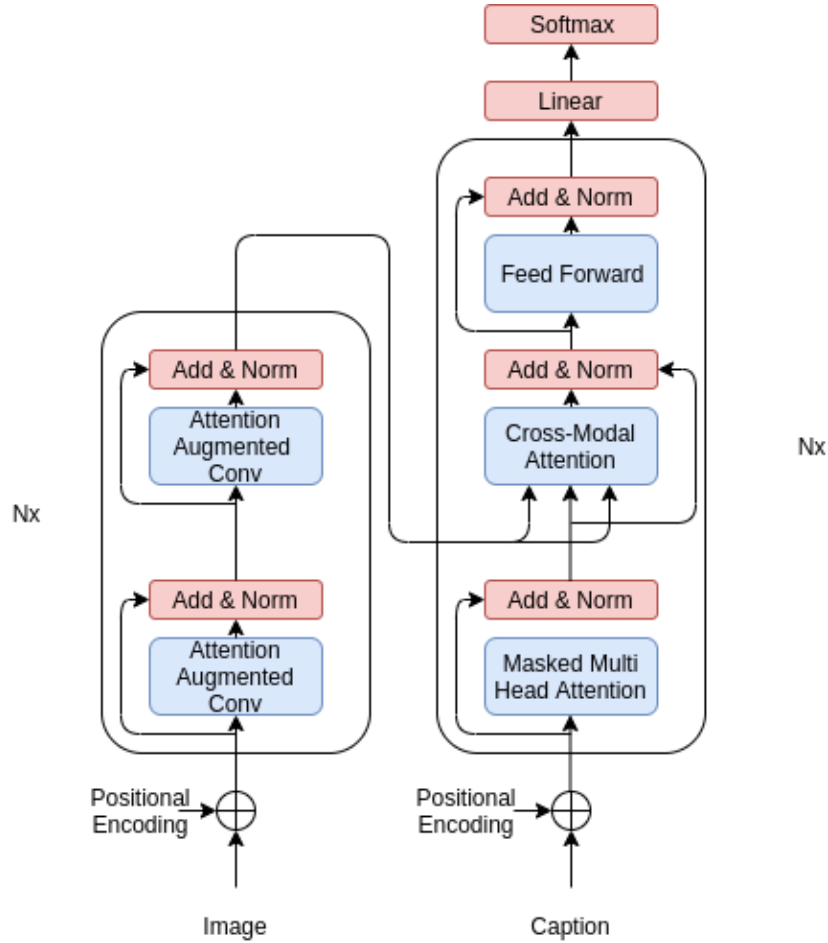 Softmax
Linear
Add & Norm
Feed Forward
Add & Norm
Cross-Modal
Attention
Add & Norm
Masked Multi
Head Attention
Nx
Positional
Encoding
Caption
Add & Norm
Attention
Augmented
Conv
Add & Norm
Attention
Augmented
Conv
Nx
Positional
Encoding
Image